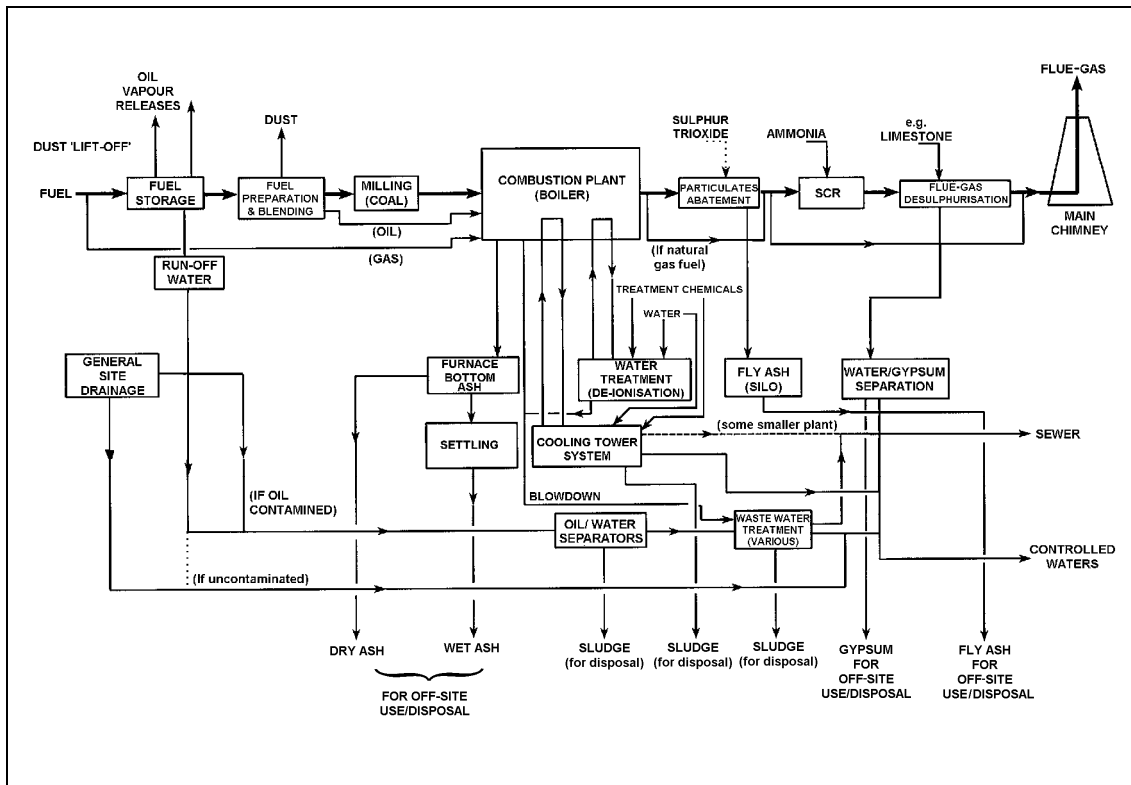 FLUE-GAS
OIL
VAPOUR
RELEASES
DUST
SULPHUR
TRIOXIDE
AMMONIA
e.g.
LIMESTONE
DUST 'LIFT-OFF'
FUEL
FUEL
STORAGE
FUEL
PREPARATION
& BLENDING
MILLING
(COAL)
COMBUSTION PLANT
(BOILER)
PARTICULATES
ABATEMENT
SCR
FLUE-GAS
DESULPHURISATION
MAIN
CHIMNEY
(OIL)
(GAS)
(If natural
gas fuel)
RUN-OFF
WATER
TREATMENT CHEMICALS
WATER
GENERAL
SITE
DRAINAGE
FURNACE
BOTTOM
ASH
WATER
TREATMENT
(DE-IONISATION)
FLY ASH
(SILO)
WATER/GYPSUM
SEPARATION
SETTLING
COOLING TOWER
SYSTEM
(some smaller plant)
SEWER
(IF OIL
CONTAMINED)
BLOWDOWN
OIL/ WATER
SEPARATORS
WASTE WATER
TREATMENT
(VARIOUS)
CONTROLLED
WATERS
(If uncontaminated)
DRY ASH
WET ASH
FOR OFF-SITE
USE/DISPOSAL
SLUDGE
(for disposal)
SLUDGE
(for disposal)
SLUDGE
(for disposal)
GYPSUM
FOR
OFF-SITE
USE/DISPOSAL
FLY ASH
FOR
OFF-SITE
USE/DISPOSAL